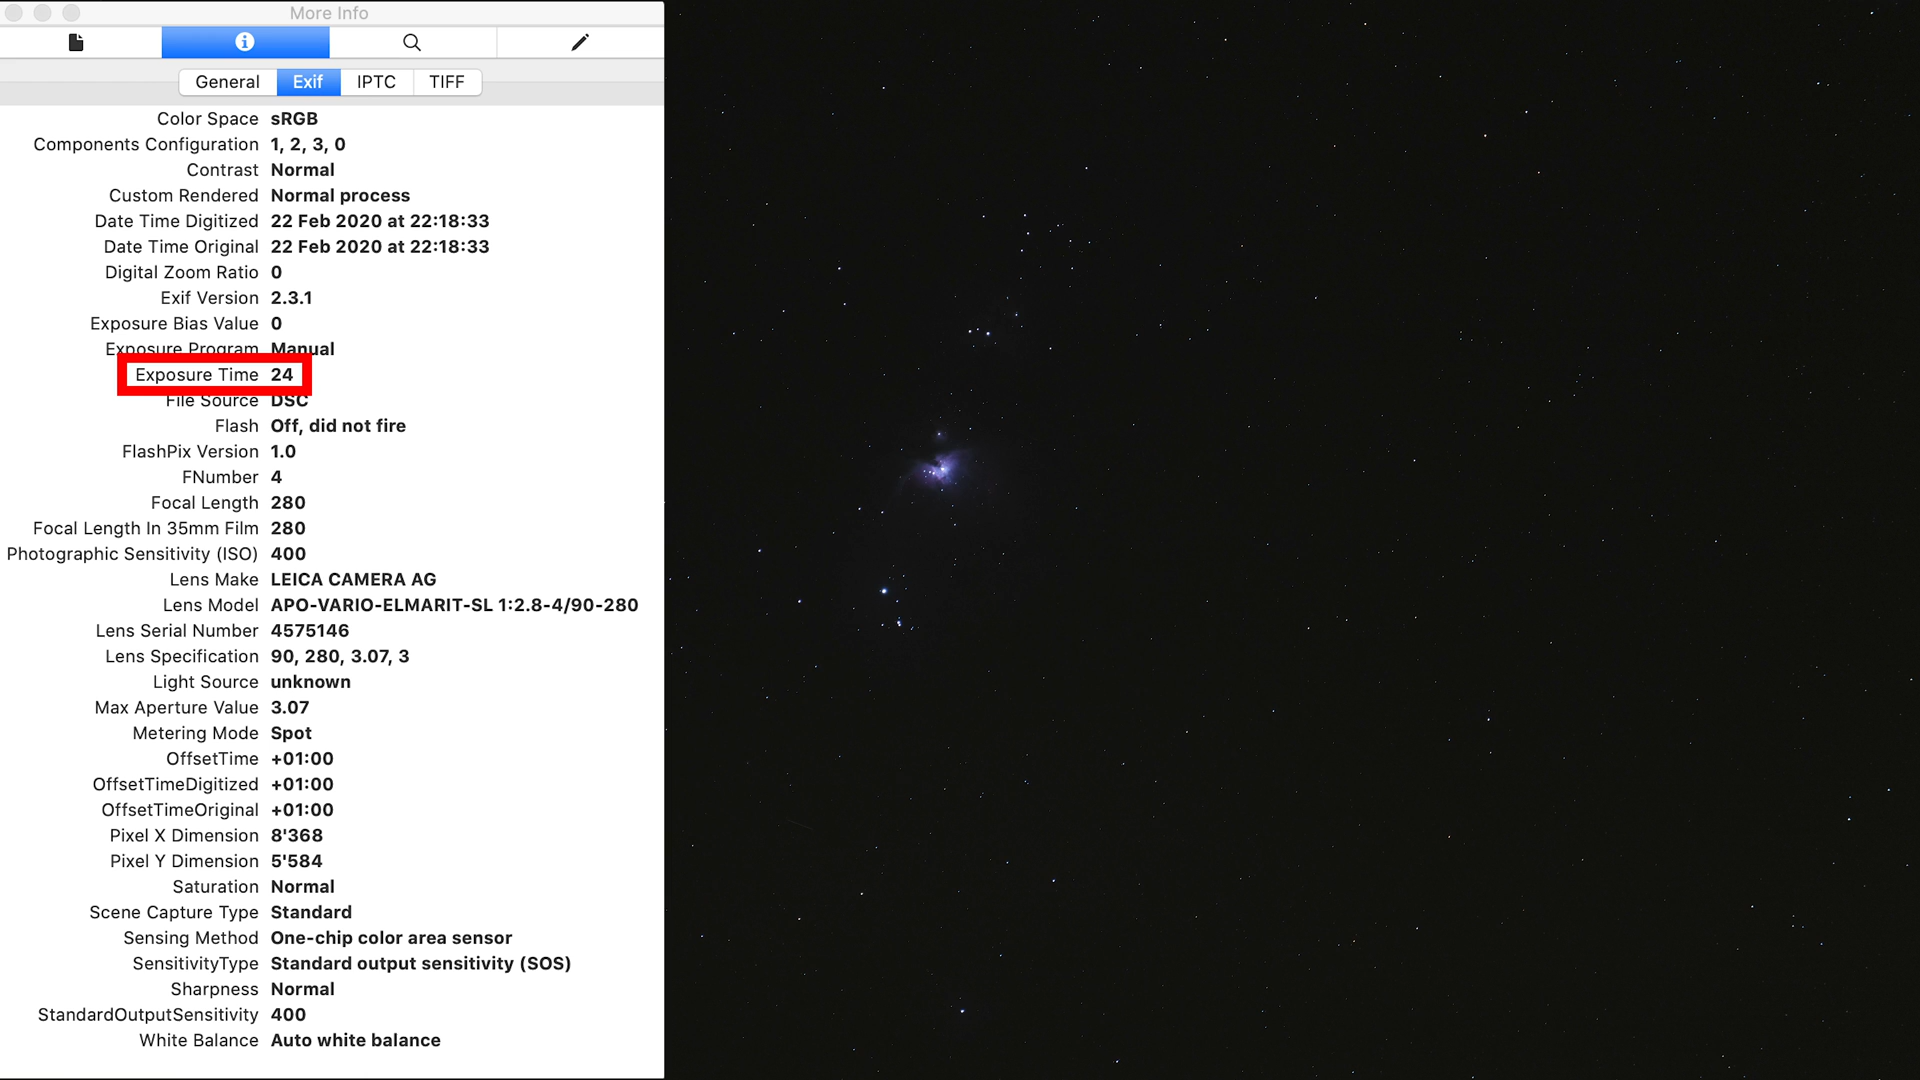 More Info
General Exif IPTC TIFF
Color Space sRGB
Components Configuration 1, 2, 3, 0
Contrast Normal
Custom Rendered Normal process
Date Time Digitized 22 Feb 2020 at 22:18:33
Date Time Original 22 Feb 2020 at 22:18:33
Digital Zoom Ratio 0
Exif Version 2.3.1
Exposure Bias Value 0
Exposure Program Manual
Exposure Time 24
File Source DSC
Flash Off, did not fire
FlashPix Version 1.0
FNumber 4
Focal Length 280
Focal Length In 35mm Film 280
Photographic Sensitivity (ISO) 400
Lens Make LEICA CAMERA AG
Lens Model APO-VARIO-ELMARIT-SL 1:2.8-4/90-280
Lens Serial Number 4575146
Lens Specification 90, 280, 3.07, 3
Light Source unknown
Max Aperture Value 3.07
Metering Mode Spot
OffsetTime +01:00
OffsetTimeDigitized +01:00
OffsetTimeOriginal +01:00
Pixel X Dimension 8'368
Pixel Y Dimension 5'584
Saturation Normal
Scene Capture Type Standard
Sensing Method One-chip color area sensor
SensitivityType Standard output sensitivity (SOS)
Sharpness Normal
StandardOutputSensitivity 400
White Balance Auto white balance